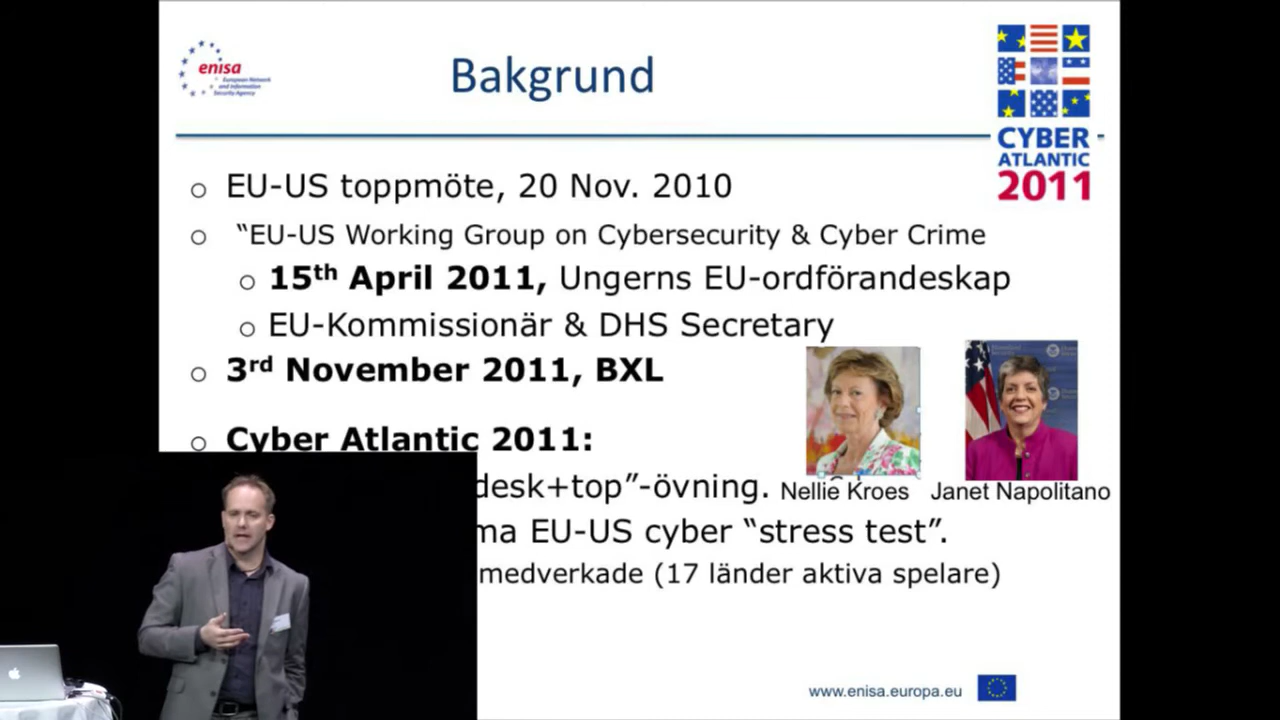 enisa
European Network
and Information
Security Agency
Bakgrund
CYBER
ATLANTIC
2011
EU-US toppmöte, 20 Nov. 2010
“EU-US Working Group on Cybersecurity & Cyber Crime
15th April 2011, Ungerns EU-ordförandeskap
EU-Kommissionär & DHS Secretary
3rd November 2011, BXL
Cyber Atlantic 2011:
desk+top”-övning.
Nellie Kroes
Janet Napolitano
ma EU-US cyber “stress test”.
medverkade (17 länder aktiva spelare)
www.enisa.europa.eu